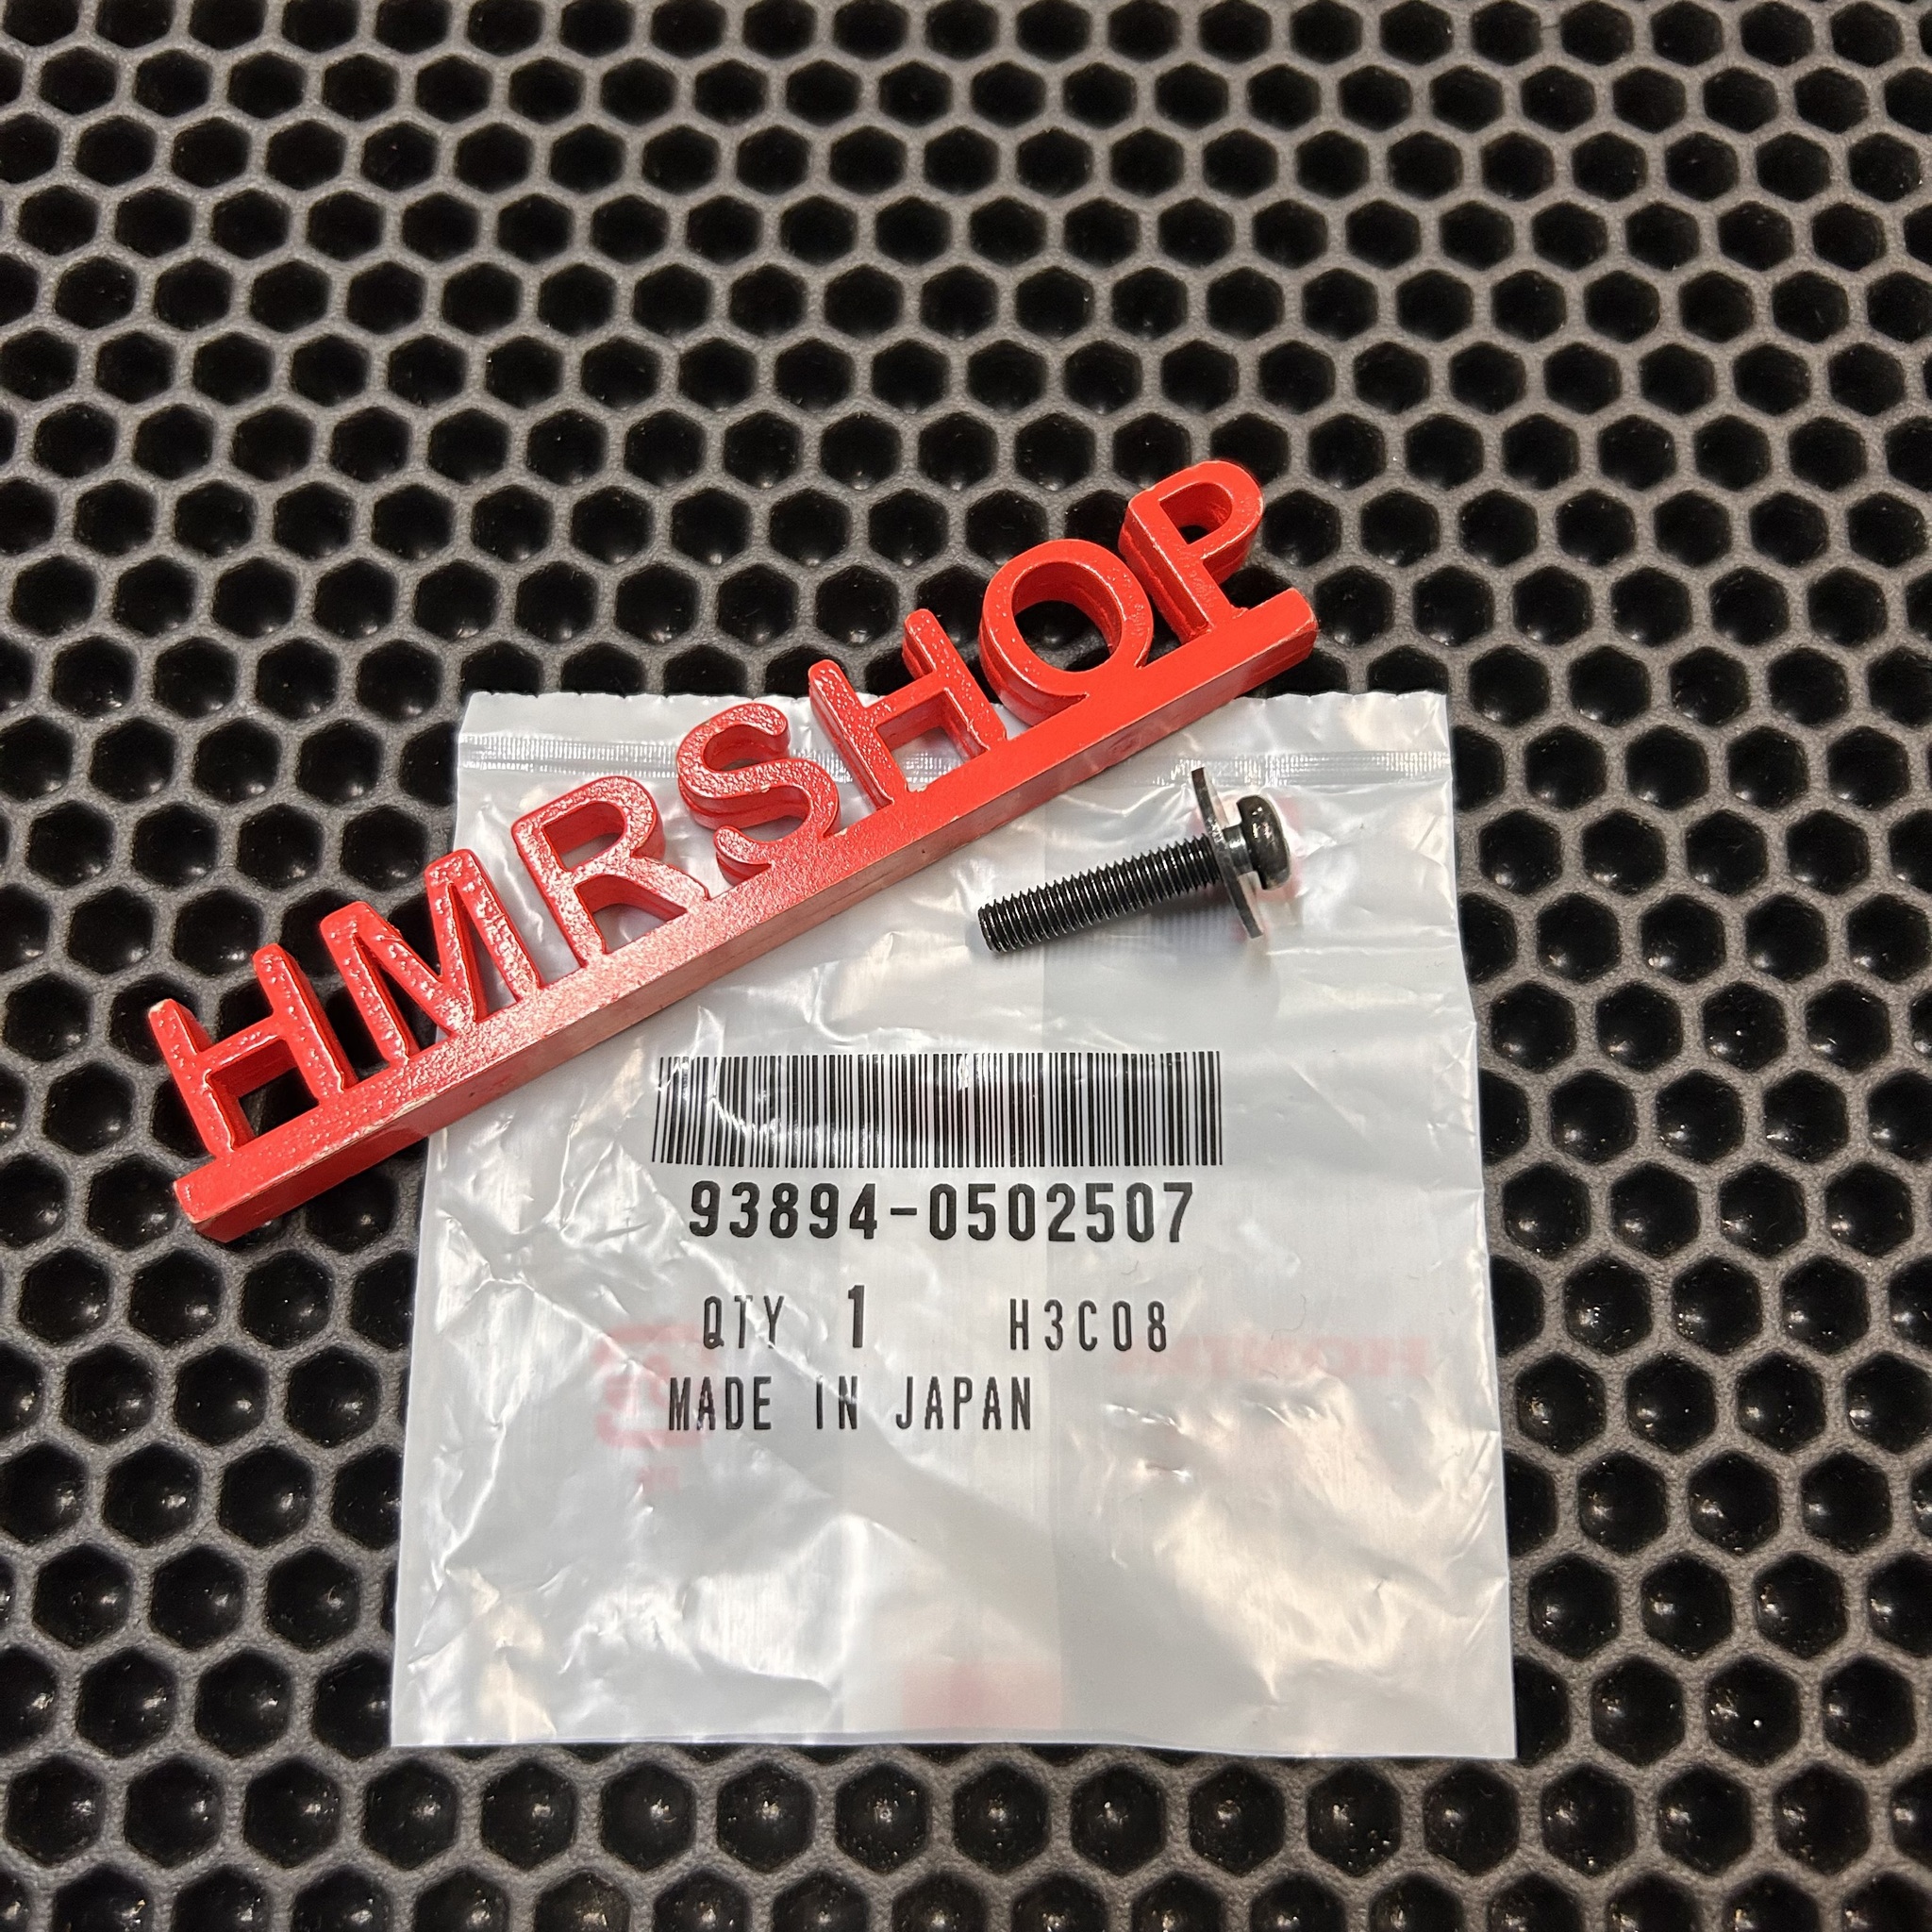 HMRSHOP
93894-0502507
QTY 1 H3C08
MADE IN JAPAN